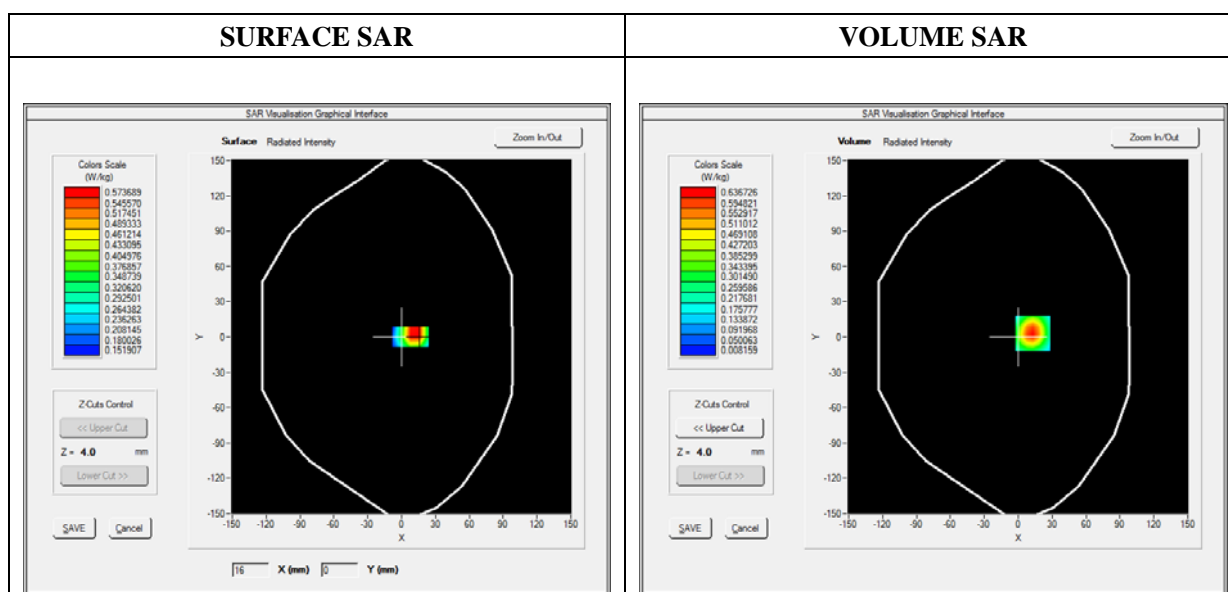 SURFACE SAR
VOLUME SAR
SAR Visualisation Graphical Interface
Surface Radiated Intensity
Zoom In/Out
Colors Scale
(W/kg)
0.573689
0.545570
0.517451
0.489333
0.461214
0.433095
0.404976
0.376857
0.348739
0.320620
0.292501
0.264382
0.236263
0.208145
0.180026
0.151907
Z-Cuts Control
<< Upper Cut
Z = 4.0 mm
Lower Cut >>
SAVE Cancel
150
120
90
60
30
0
-30
-60
-90
-120
-150
Y
-150 -120 -90 -60 -30 0 30 60 90 120 150
X
16 X (mm) 0 Y (mm)
SAR Visualisation Graphical Interface
Volume Radiated Intensity
Zoom In/Out
Colors Scale
(W/kg)
0.636726
0.594821
0.552917
0.511012
0.469108
0.427203
0.385299
0.343395
0.301490
0.259586
0.217681
0.175777
0.133872
0.091968
0.050063
0.008159
Z-Cuts Control
<< Upper Cut
Z = 4.0 mm
Lower Cut >>
SAVE Cancel
150
120
90
60
30
0
-30
-60
-90
-120
-150
Y
-150 -120 -90 -60 -30 0 30 60 90 120 150
X